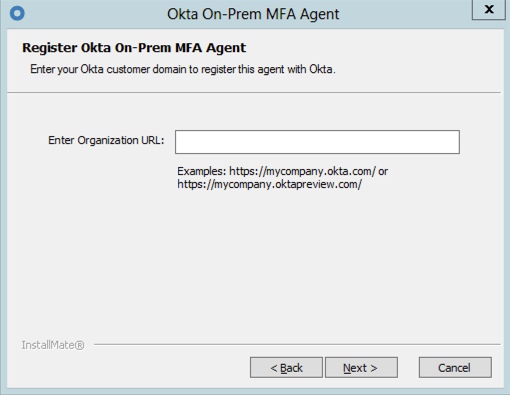 Okta On-Prem MFA Agent
x
Register Okta On-Prem MFA Agent
Enter your Okta customer domain to register this agent with Okta.
Enter Organization URL:
Examples: https://mycompany.okta.com/ or
https://mycompany.oktapreview.com/
InstallMate®
< Back Next > Cancel